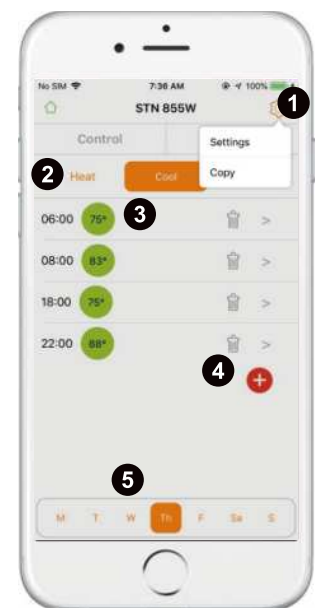 No SIM 7:36 AM 100%
STN 855W
1
Control
Settings
Copy
2 Heat Cool
06:00 75° 3
08:00 83°
18:00 75°
22:00 88°
4
+
5
M T W Th F Sa S